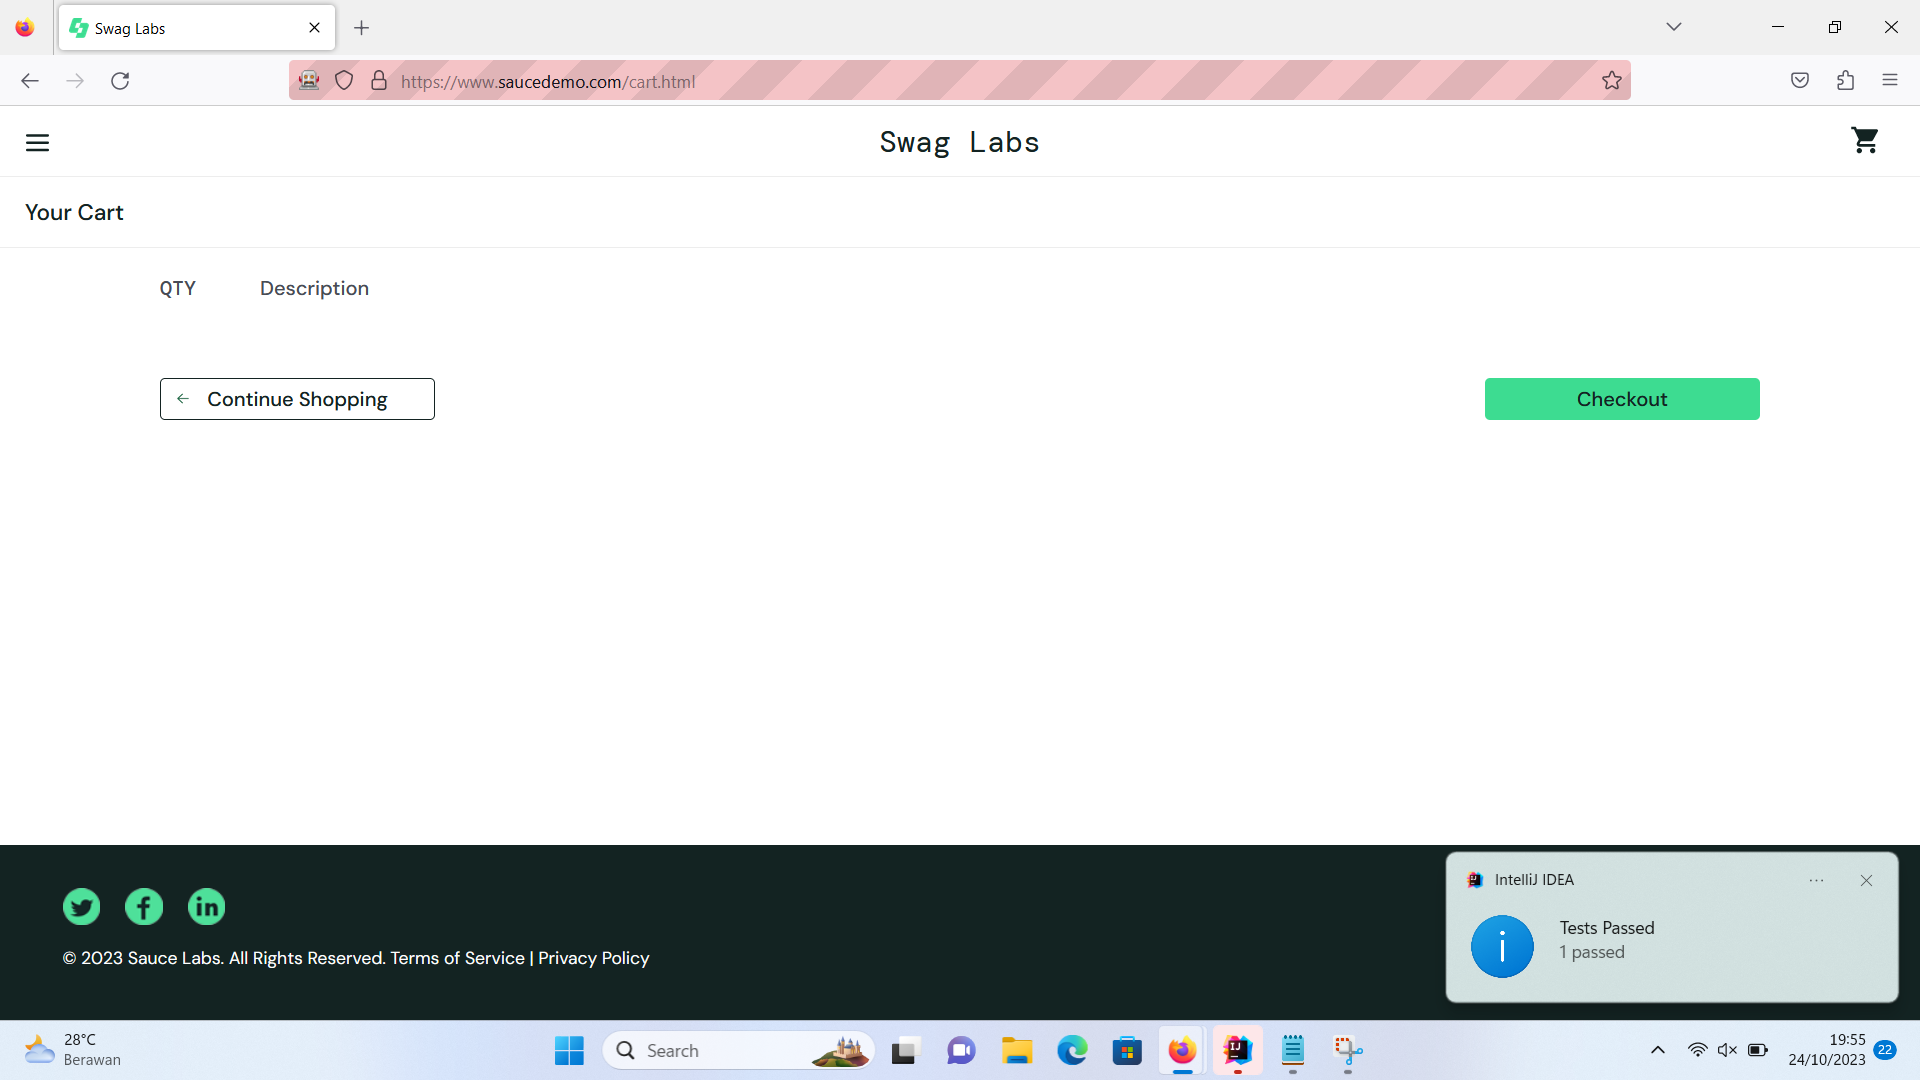 Swag Labs
https://www.saucedemo.com/cart.html
Swag Labs
Your Cart
QTY Description
Continue Shopping
Checkout
© 2023 Sauce Labs. All Rights Reserved. Terms of Service | Privacy Policy
IntelliJ IDEA
Tests Passed
1 passed
28°C
Berawan
Search
19:55
24/10/2023
22